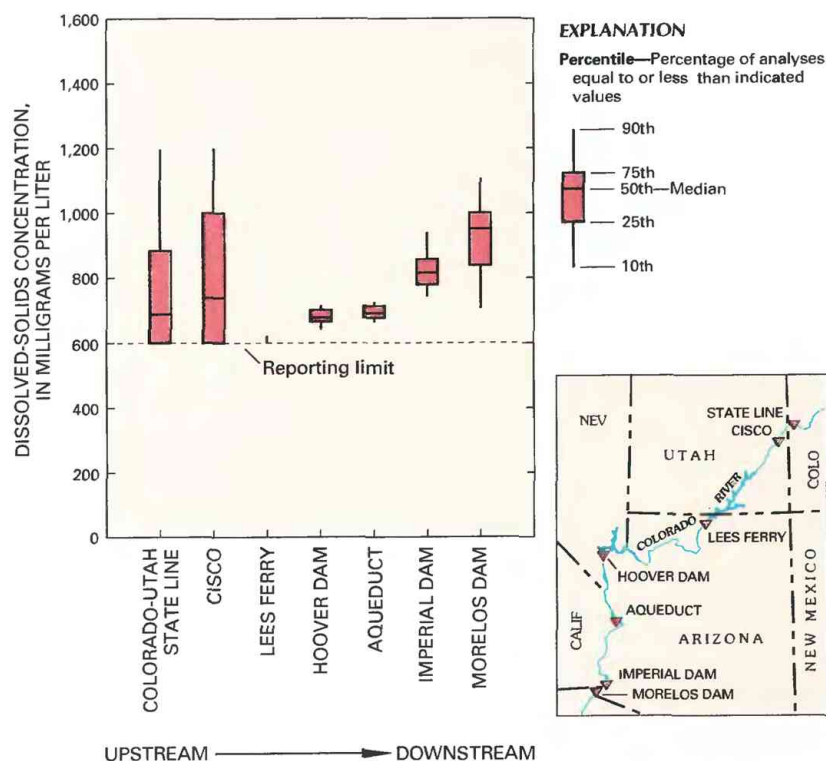 DISSOLVED-SOLIDS CONCENTRATION,
IN MILLIGRAMS PER LITER
1,600
1,400
1,200
1,000
800
600
400
200
0
Reporting limit
COLORADO-UTAH
STATE LINE
CISCO
LEES FERRY
HOOVER DAM
AQUEDUCT
IMPERIAL DAM
MORELOS DAM
UPSTREAM
DOWNSTREAM
EXPLANATION
Percentile—Percentage of analyses
equal to or less than indicated
values
90th
75th
50th—Median
25th
10th
NEV
UTAH
STATE LINE
CISCO
COLO
COLORADO
RIVER
LEES FERRY
HOOVER DAM
CALIF
AQUEDUCT
ARIZONA
NEW MEXICO
IMPERIAL DAM
MORELOS DAM